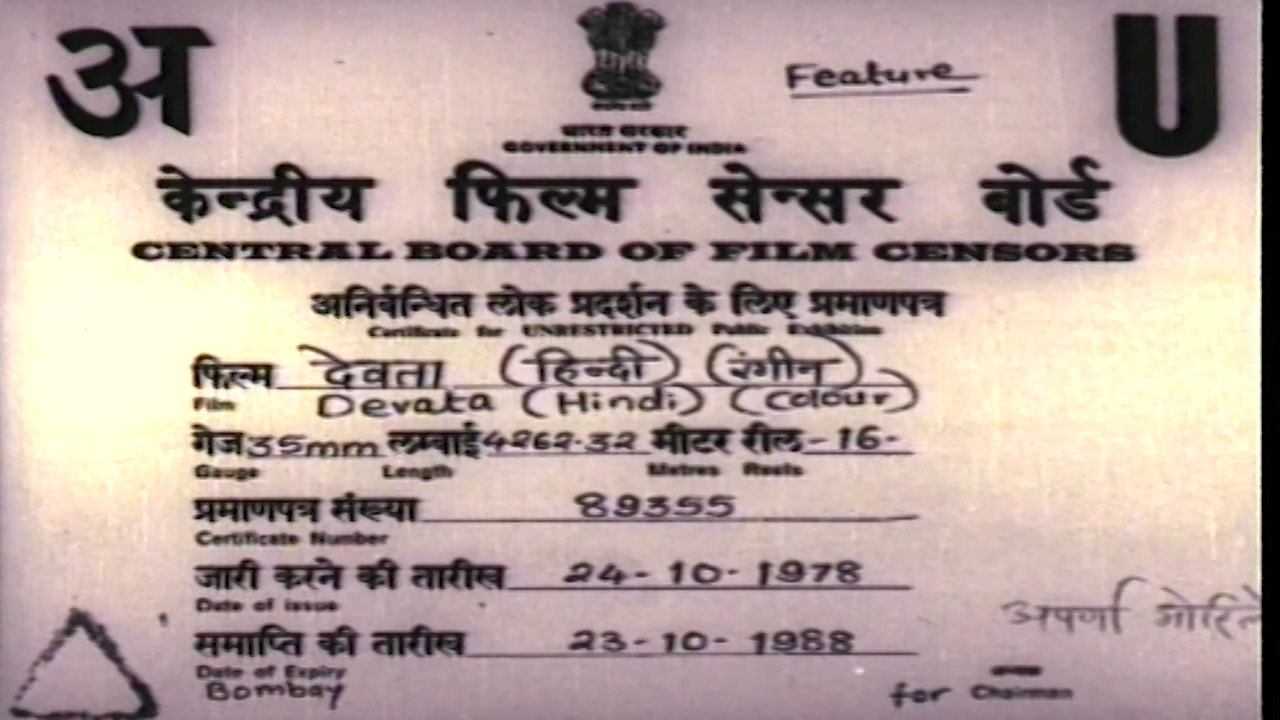 अ
Feature
U
भारत सरकार
GOVERNMENT OF INDIA
केन्द्रीय फिल्म सेन्सर बोर्ड
CENTRAL BOARD OF FILM CENSORS
अनिर्बन्धित लोक प्रदर्शन के लिए प्रमाणपत्र
Certificate for UNRESTRICTED Public Exhibition
फिल्म देवता (हिन्दी) (रंगीन)
Film Devata (Hindi) (Colour)
गेज 35mm लम्बाई 4262.32 मीटर रील -16-
Gauge Length Metres Reels
प्रमाणपत्र संख्या 89355
Certificate Number
जारी करने की तारीख 24-10-1978
Date of issue
अपर्णा
समाप्ति की तारीख 23-10-1988
Date of Expiry
Bombay
for Chairman